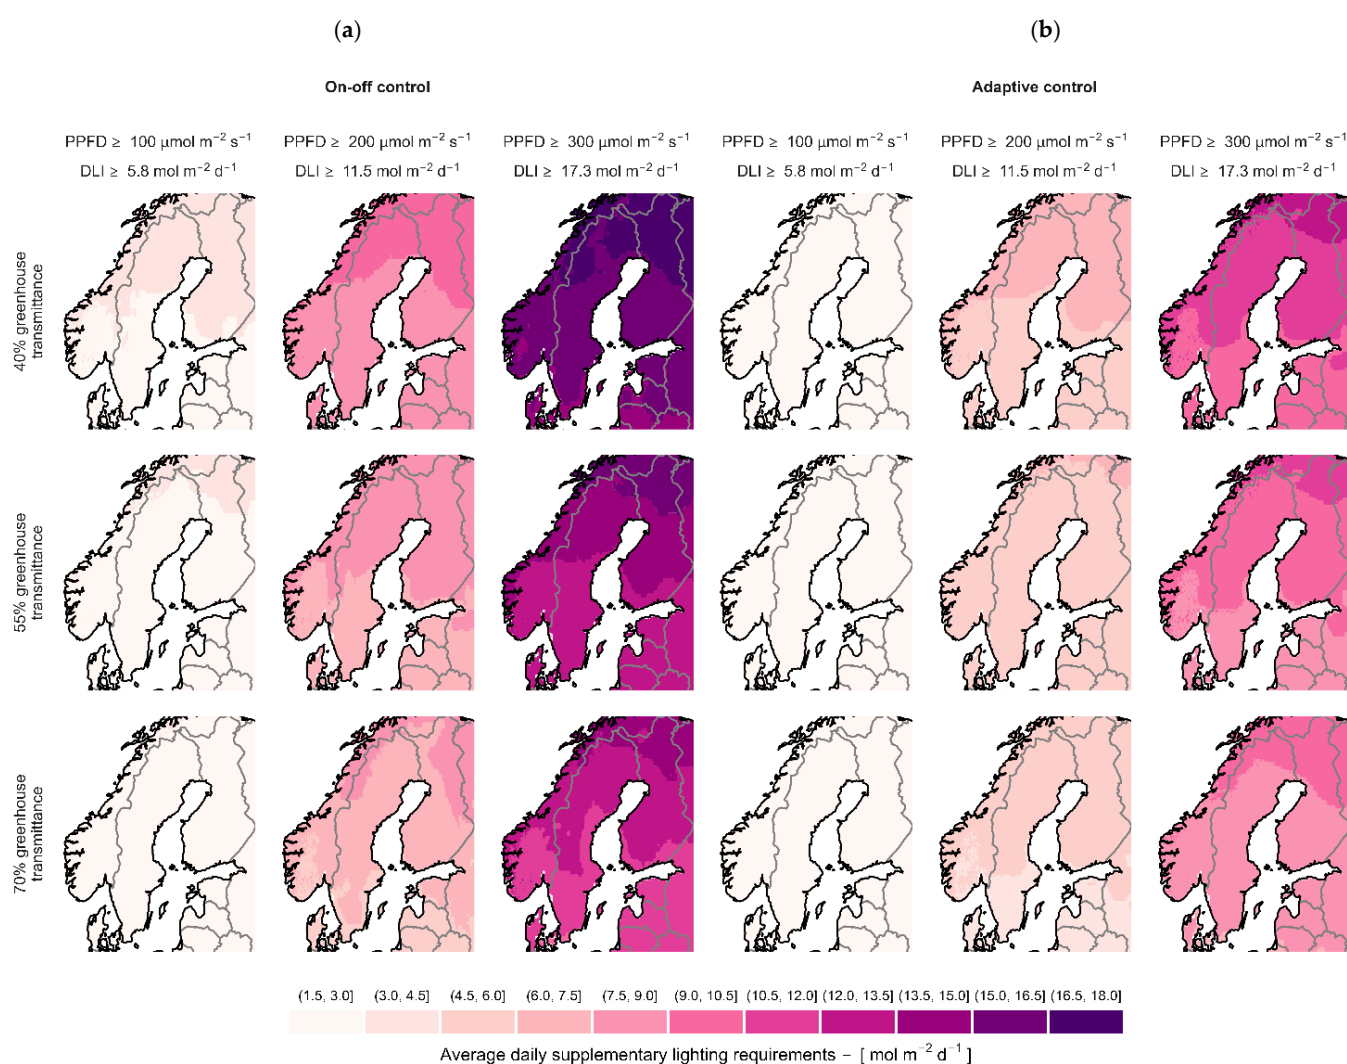 (a)
(b)
On-off control
Adaptive control
PPFD ≥ 100 μmol m⁻² s⁻¹
PPFD ≥ 200 μmol m⁻² s⁻¹
PPFD ≥ 300 μmol m⁻² s⁻¹
PPFD ≥ 100 μmol m⁻² s⁻¹
PPFD ≥ 200 μmol m⁻² s⁻¹
PPFD ≥ 300 μmol m⁻² s⁻¹
DLI ≥ 5.8 mol m⁻² d⁻¹
DLI ≥ 11.5 mol m⁻² d⁻¹
DLI ≥ 17.3 mol m⁻² d⁻¹
DLI ≥ 5.8 mol m⁻² d⁻¹
DLI ≥ 11.5 mol m⁻² d⁻¹
DLI ≥ 17.3 mol m⁻² d⁻¹
40% greenhouse
transmittance
55% greenhouse
transmittance
70% greenhouse
transmittance
(1.5, 3.0]
(3.0, 4.5]
(4.5, 6.0]
(6.0, 7.5]
(7.5, 9.0]
(9.0, 10.5]
(10.5, 12.0]
(12.0, 13.5]
(13.5, 15.0]
(15.0, 16.5]
(16.5, 18.0]
Average daily supplementary lighting requirements − [ mol m⁻² d⁻¹ ]